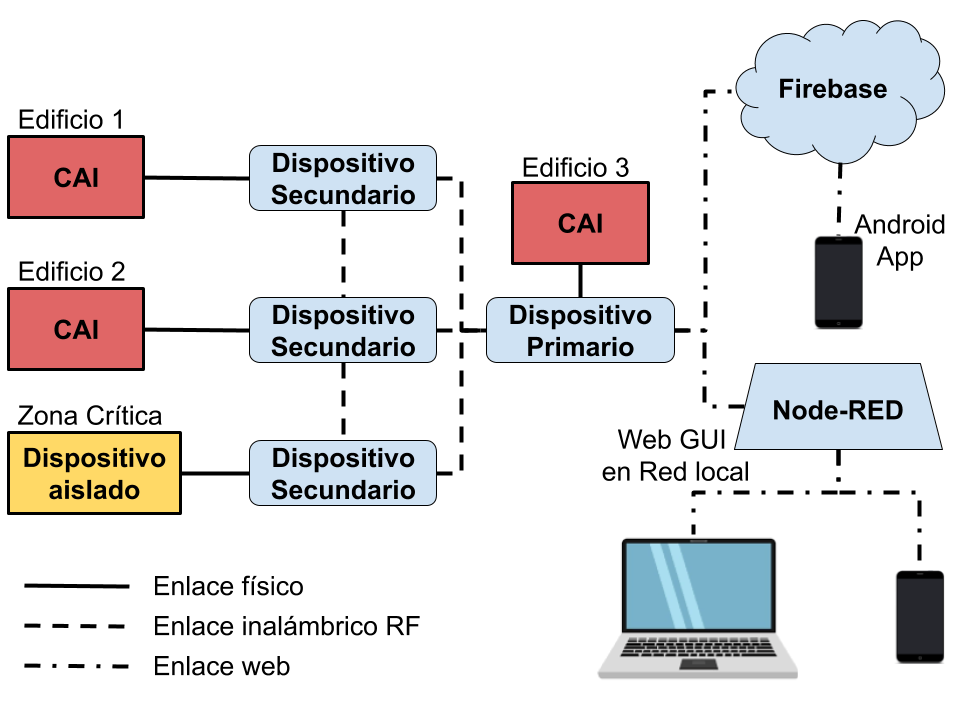 Firebase
Edificio 1
CAI
Dispositivo
Secundario
Edificio 3
CAI
Android
App
Edificio 2
CAI
Dispositivo
Secundario
Dispositivo
Primario
Zona Crítica
Dispositivo
aislado
Dispositivo
Secundario
Node-RED
Web GUI
en Red local
Enlace físico
Enlace inalámbrico RF
Enlace web